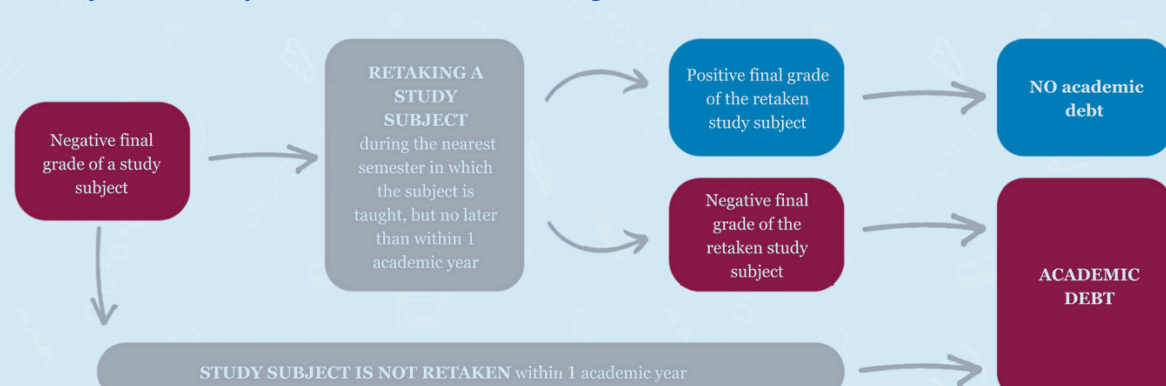 Negative final
grade of a study
subject
RETAKING A
STUDY
SUBJECT
during the nearest
semester in which
the subject is
taught, but no later
than within 1
academic year
Positive final grade
of the retaken
study subject
NO academic
debt
Negative final
grade of the
retaken study
subject
ACADEMIC
DEBT
STUDY SUBJECT IS NOT RETAKEN within 1 academic year